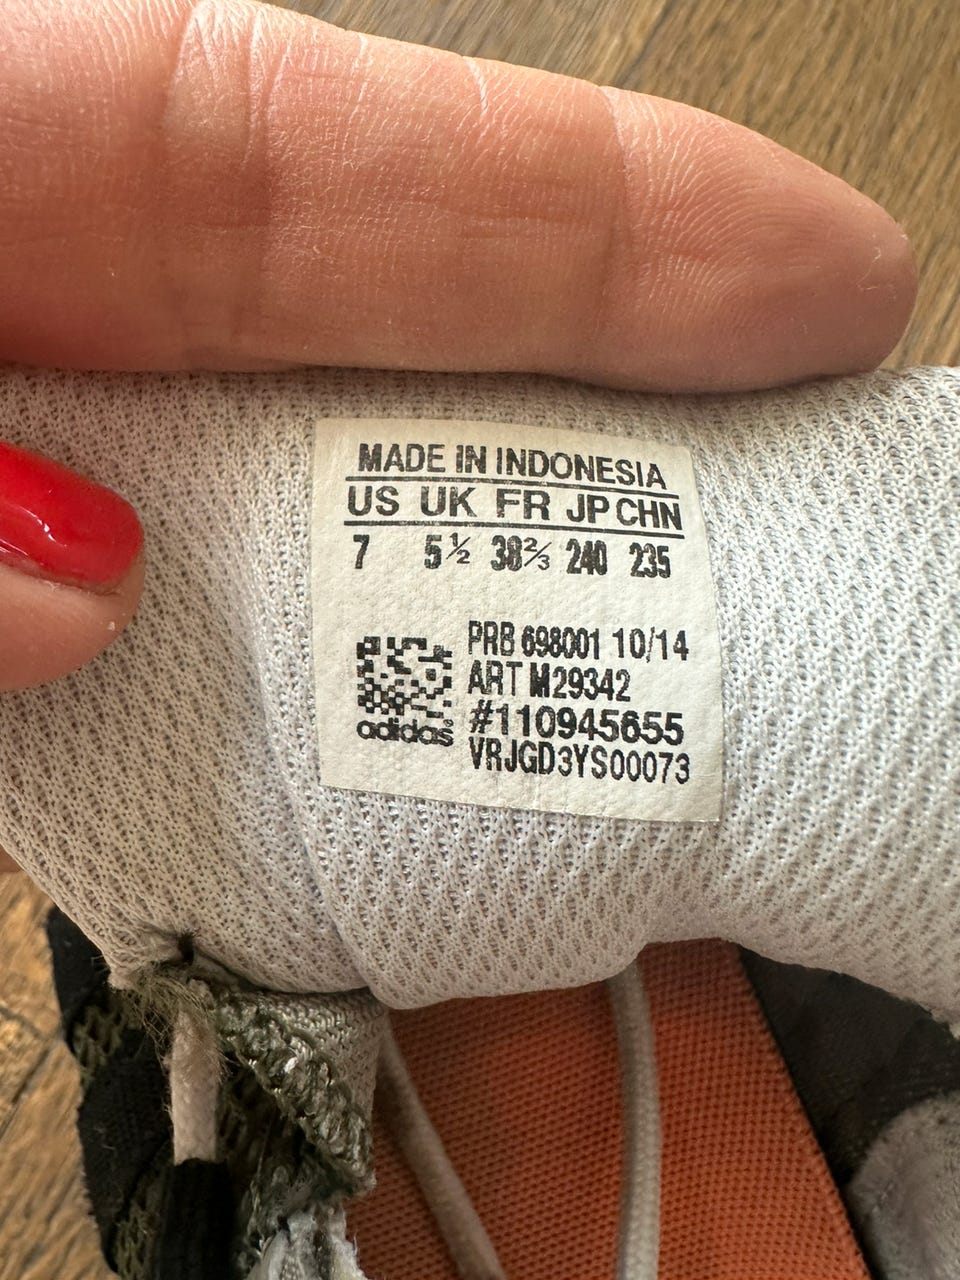 MADE IN INDONESIA
US UK FR JP CHN
7 5½ 38⅔ 240 235
PRB 698001 10/14
ART M29342
#110945655
VRJGD3YS00073
adidas